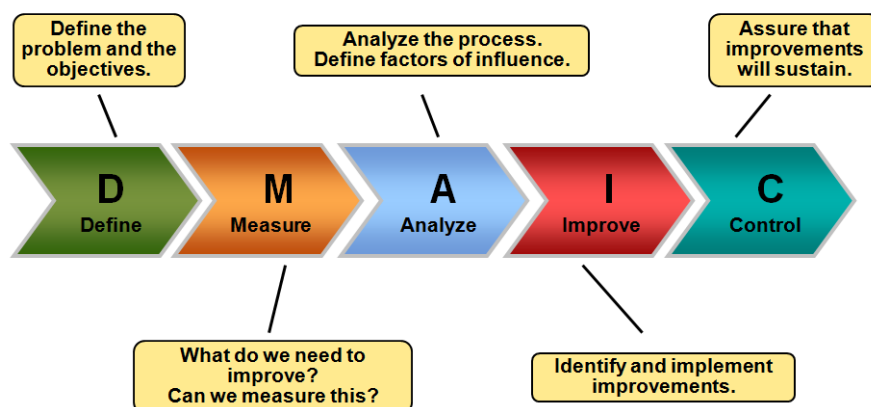 Define the
problem and the
objectives.
Analyze the process.
Define factors of influence.
Assure that
improvements
will sustain.
D
Define
M
Measure
A
Analyze
I
Improve
C
Control
What do we need to
improve?
Can we measure this?
Identify and implement
improvements.